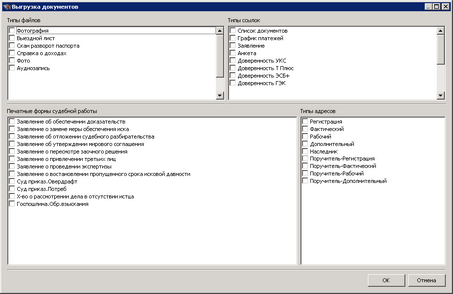 Выгрузка документов
Типы файлов
Фотография
Выездной лист
Скан разворот паспорта
Справка о доходах
Фото
Аудиозапись
Типы ссылок
Список документов
График платежей
Заявление
Анкета
Доверенность УКС
Доверенность Т Плюс
Доверенность ЭСБ+
Доверенность ГЭК
Печатные формы судебной работы
Заявление об обеспечении доказательств
Заявление о замене меры обеспечения иска
Заявление об отложении судебного разбирательства
Заявление об утверждении мирового соглашения
Заявление о пересмотре заочного решения
Заявление о привлечении третьих лиц
Заявление о проведении экспертизы
Заявление о востановлении пропущенного срока исковой давности
Суд приказ.Овердрафт
Суд приказ.Потреб
Х-во о рассмотрении дела в отсутствии истца
Госпошлина.Обр.взыскания
Типы адресов
Регистрация
Фактический
Рабочий
Дополнительный
Наследник
Поручитель-Регистрация
Поручитель-Фактический
Поручитель-Рабочий
Поручитель-Дополнительный
OK
Отмена